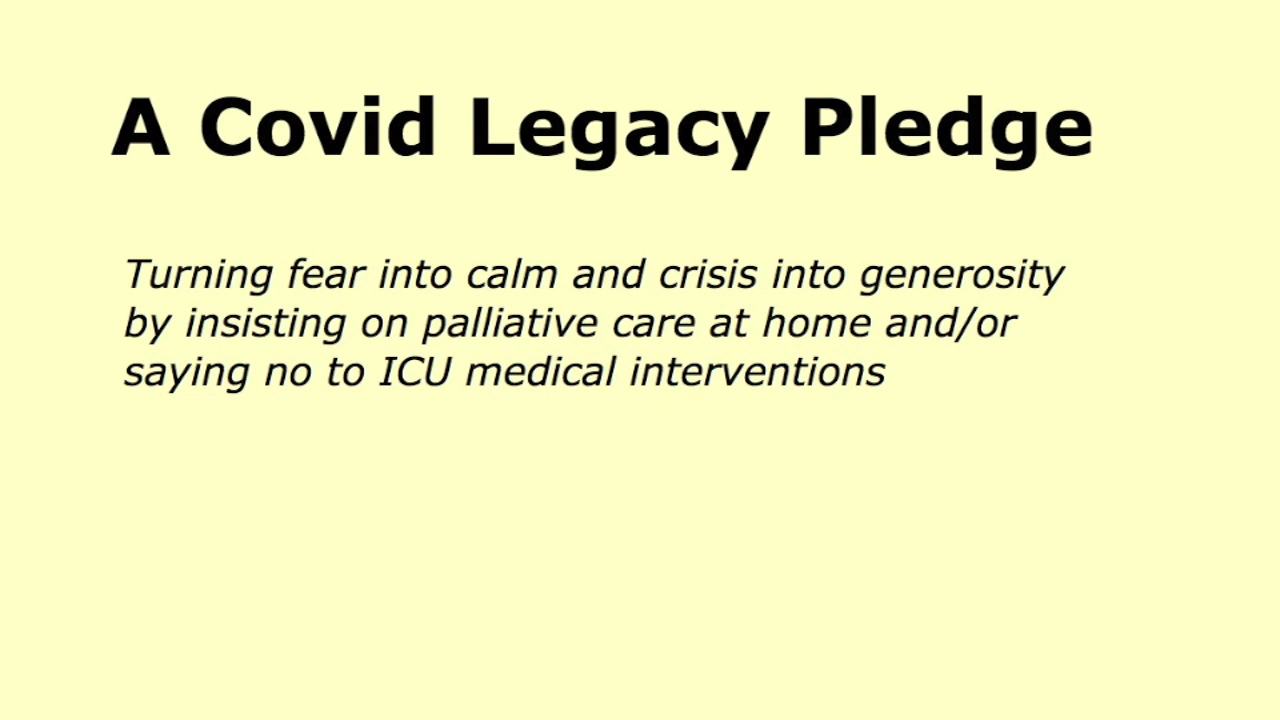 A Covid Legacy Pledge
Turning fear into calm and crisis into generosity
by insisting on palliative care at home and/or
saying no to ICU medical interventions